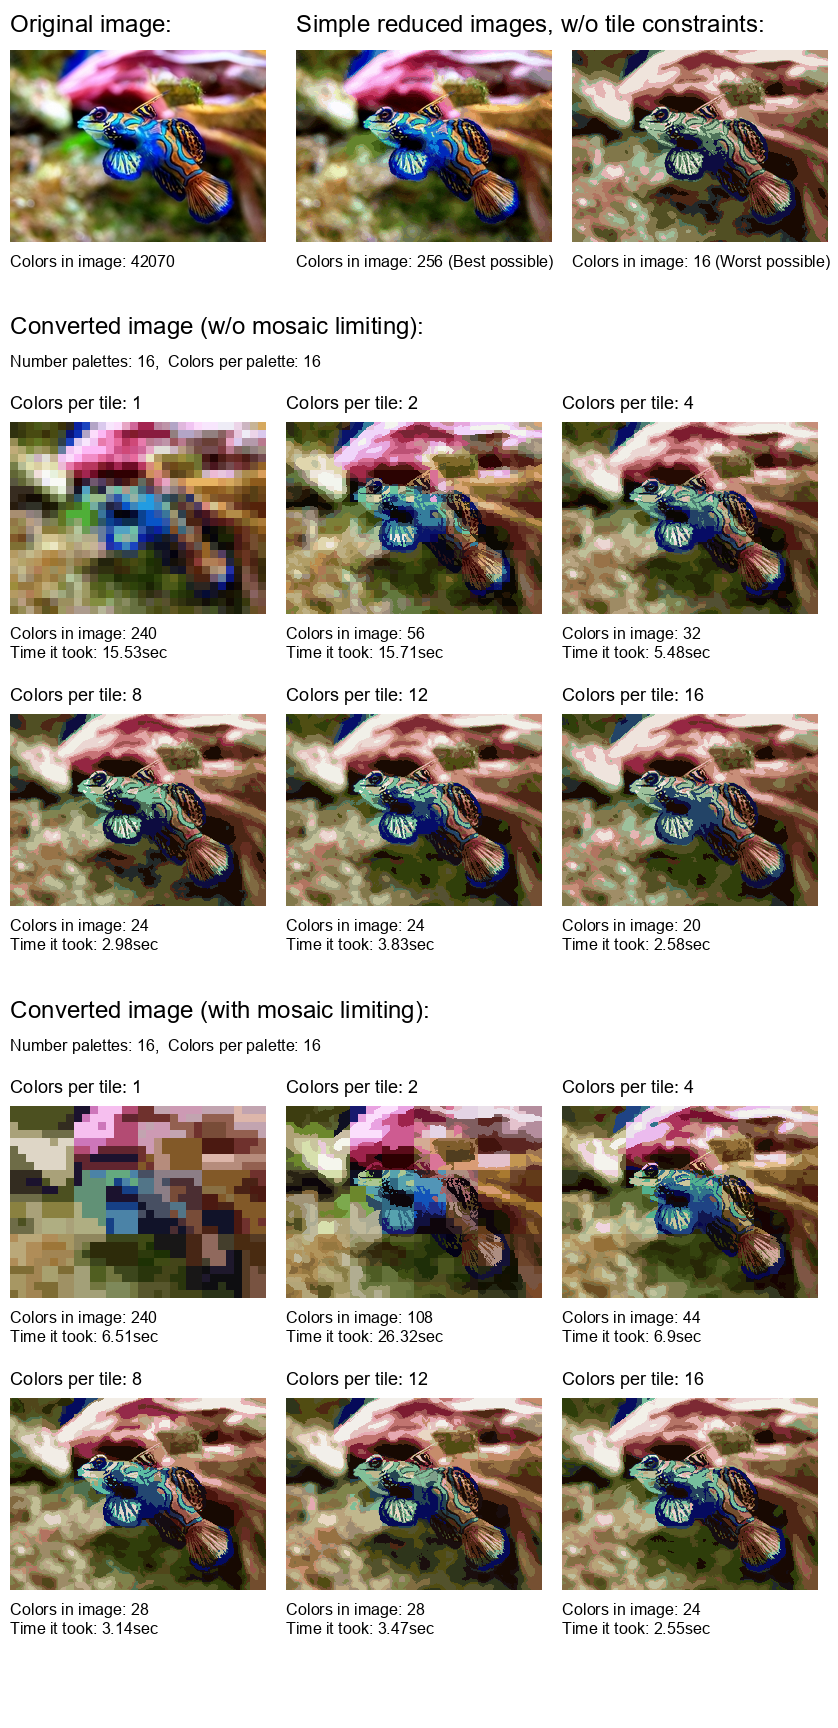 Original image:
Simple reduced images, w/o tile constraints:
Colors in image: 42070
Colors in image: 256 (Best possible)
Colors in image: 16 (Worst possible)
Converted image (w/o mosaic limiting):
Number palettes: 16,  Colors per palette: 16
Colors per tile: 1
Colors per tile: 2
Colors per tile: 4
Colors in image: 240
Time it took: 15.53sec
Colors in image: 56
Time it took: 15.71sec
Colors in image: 32
Time it took: 5.48sec
Colors per tile: 8
Colors per tile: 12
Colors per tile: 16
Colors in image: 24
Time it took: 2.98sec
Colors in image: 24
Time it took: 3.83sec
Colors in image: 20
Time it took: 2.58sec
Converted image (with mosaic limiting):
Number palettes: 16,  Colors per palette: 16
Colors per tile: 1
Colors per tile: 2
Colors per tile: 4
Colors in image: 240
Time it took: 6.51sec
Colors in image: 108
Time it took: 26.32sec
Colors in image: 44
Time it took: 6.9sec
Colors per tile: 8
Colors per tile: 12
Colors per tile: 16
Colors in image: 28
Time it took: 3.14sec
Colors in image: 28
Time it took: 3.47sec
Colors in image: 24
Time it took: 2.55sec